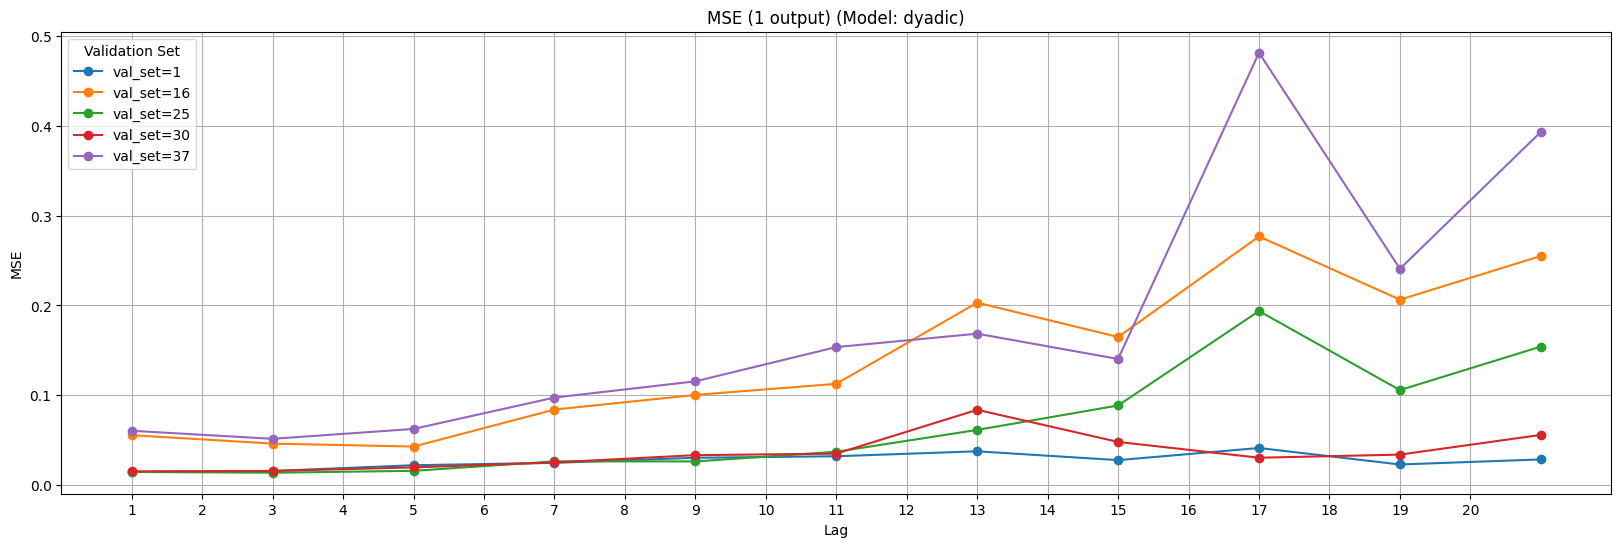 MSE (1 output) (Model: dyadic)
Validation Set
val_set=1
val_set=16
val_set=25
val_set=30
val_set=37
MSE
0.5
0.4
0.3
0.2
0.1
0.0
1 2 3 4 5 6 7 8 9 10 11 12 13 14 15 16 17 18 19 20
Lag